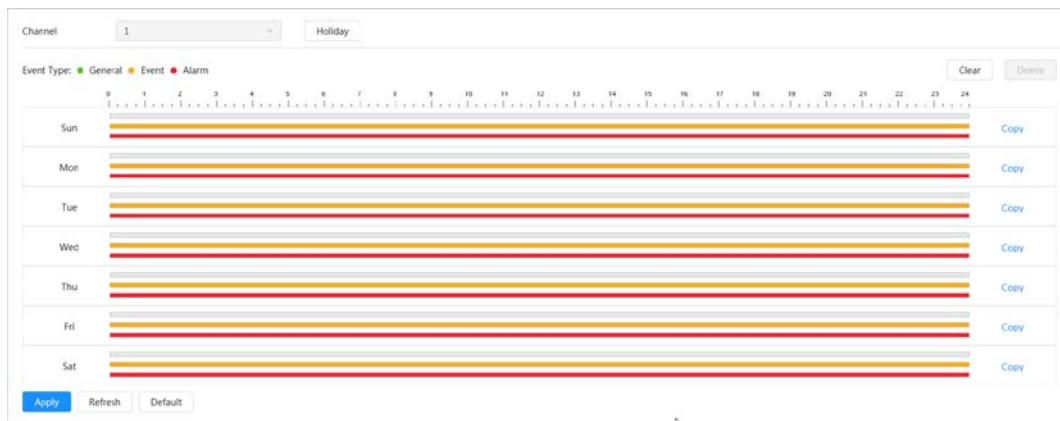 Channel 1 Holiday
Event Type: General Event Alarm Clear Delete
0 1 2 3 4 5 6 7 8 9 10 11 12 13 14 15 16 17 18 19 20 21 22 23 24
Sun Copy
Mon Copy
Tue Copy
Wed Copy
Thu Copy
Fri Copy
Sat Copy
Apply Refresh Default